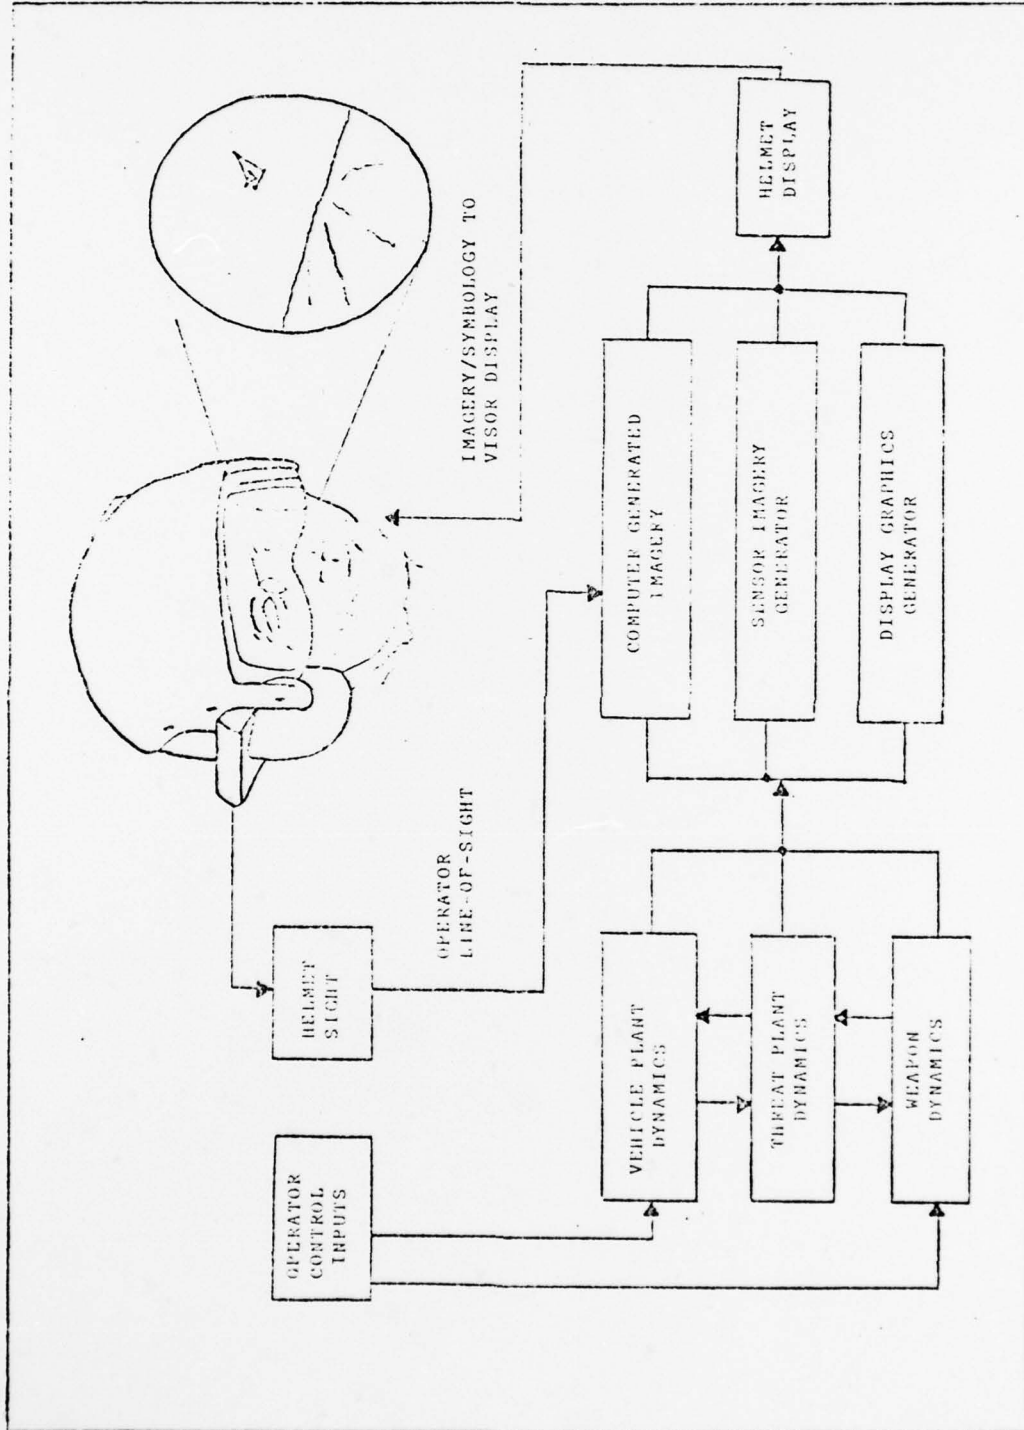 IMAGERY/SYMBOLOGY TO
VISOR DISPLAY
HELMET
SIGHT
OPERATOR
LINE-OF-SIGHT
OPERATOR
CONTROL
INPUTS
VEHICLE PLANT
DYNAMICS
THREAT PLANT
DYNAMICS
WEAPON
DYNAMICS
COMPUTER GENERATED
IMAGERY
SENSOR IMAGERY
GENERATOR
DISPLAY GRAPHICS
GENERATOR
HELMET
DISPLAY